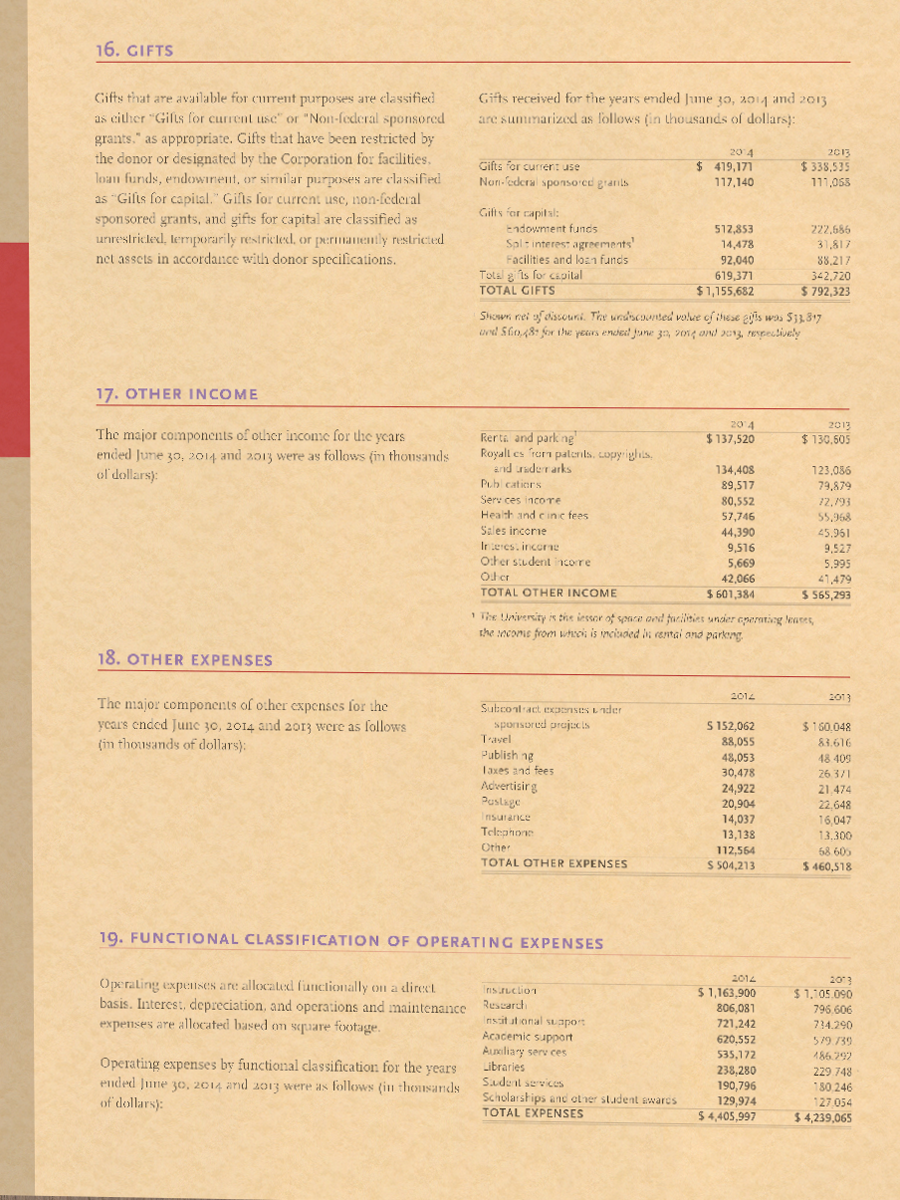 16. GIFTS
Gifts that are available for current purposes are classified
as either "Gifts for current use" or "Non-federal sponsored
grants," as appropriate. Gifts that have been restricted by
the donor or designated by the Corporation for facilities,
loan funds, endowment, or similar purposes are classified
as "Gifts for capital." Gifts for current use, non-federal
sponsored grants, and gifts for capital are classified as
unrestricted, temporarily restricted, or permanently restricted
net assets in accordance with donor specifications.
Gifts received for the years ended June 30, 2014 and 2013
are summarized as follows (in thousands of dollars):
2014 2013
Gifts for current use $ 419,171 $ 338,535
Non-federal sponsored grants 117,140 111,068
Gifts for capital:
Endowment funds 512,853 222,686
Split interest agreements¹ 14,478 31,817
Facilities and loan funds 92,040 88,217
Total gifts for capital 619,371 342,720
TOTAL GIFTS $ 1,155,682 $ 792,323
Shown net of discount. The undiscounted value of these gifts was $33,817
and $60,481 for the years ended June 30, 2014 and 2013, respectively
17. OTHER INCOME
The major components of other income for the years
ended June 30, 2014 and 2013 were as follows (in thousands
of dollars):
2014 2013
Rental and parking¹ $ 137,520 $ 130,605
Royalties from patents, copyrights,
and trademarks 134,408 123,086
Publications 89,517 79,879
Services income 80,552 72,793
Health and clinic fees 57,746 55,968
Sales income 44,390 45,961
Interest income 9,516 9,527
Other student income 5,669 5,995
Other 42,066 41,479
TOTAL OTHER INCOME $ 601,384 $ 565,293
¹ The University is the lessor of space and facilities under operating leases,
the income from which is included in rental and parking.
18. OTHER EXPENSES
The major components of other expenses for the
years ended June 30, 2014 and 2013 were as follows
(in thousands of dollars):
2014 2013
Subcontract expenses under
sponsored projects $ 152,062 $ 160,048
Travel 88,055 83,616
Publishing 48,053 48,409
Taxes and fees 30,478 26,371
Advertising 24,922 21,474
Postage 20,904 22,648
Insurance 14,037 16,047
Telephone 13,138 13,300
Other 112,564 68,605
TOTAL OTHER EXPENSES $ 504,213 $ 460,518
19. FUNCTIONAL CLASSIFICATION OF OPERATING EXPENSES
Operating expenses are allocated functionally on a direct
basis. Interest, depreciation, and operations and maintenance
expenses are allocated based on square footage.
Operating expenses by functional classification for the years
ended June 30, 2014 and 2013 were as follows (in thousands
of dollars):
2014 2013
Instruction $ 1,163,900 $ 1,105,090
Research 806,081 796,606
Institutional support 721,242 714,290
Academic support 620,552 579,739
Auxiliary services 535,172 486,292
Libraries 238,280 229,748
Student services 190,796 180,246
Scholarships and other student awards 129,974 127,054
TOTAL EXPENSES $ 4,405,997 $ 4,239,065